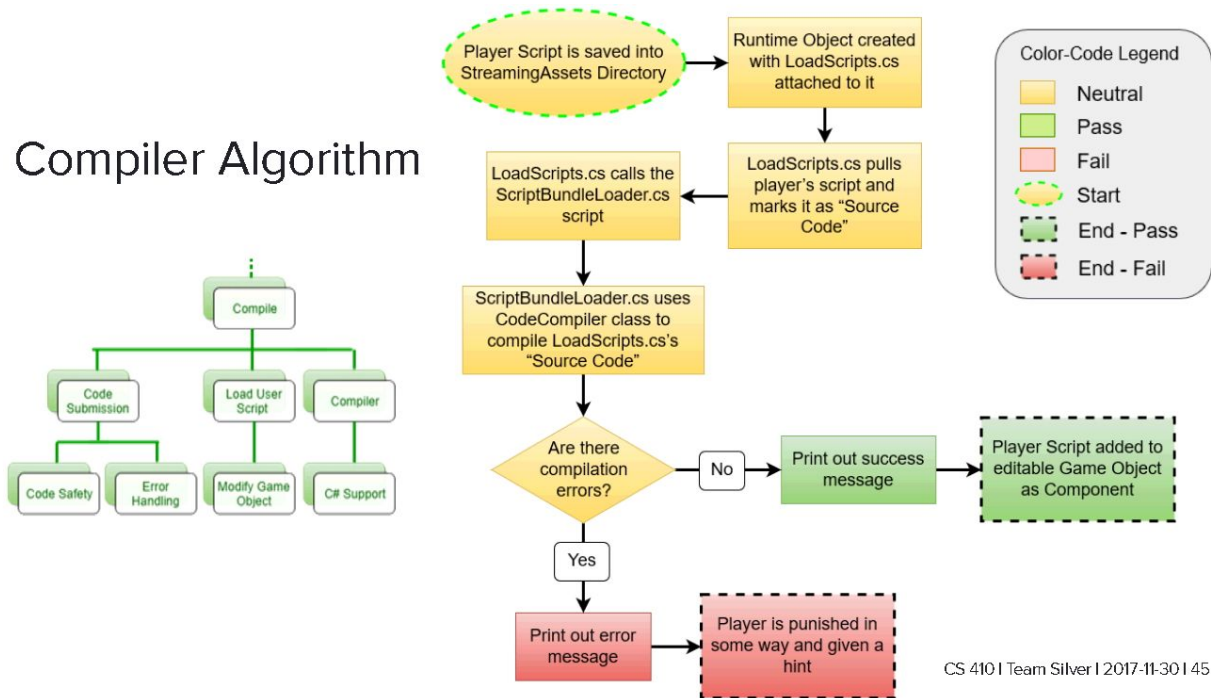 Compiler Algorithm
Compile
Code
Submission
Load User
Script
Compiler
Code Safety
Error
Handling
Modify Game
Object
C# Support
Player Script is saved into
StreamingAssets Directory
Runtime Object created
with LoadScripts.cs
attached to it
LoadScripts.cs pulls
player's script and
marks it as “Source
Code”
LoadScripts.cs calls the
ScriptBundleLoader.cs
script
ScriptBundleLoader.cs uses
CodeCompiler class to
compile LoadScripts.cs's
“Source Code”
Are there
compilation
errors?
No
Print out success
message
Player Script added to
editable Game Object
as Component
Yes
Print out error
message
Player is punished in
some way and given a
hint
Color-Code Legend
Neutral
Pass
Fail
Start
End - Pass
End - Fail
CS 410 | Team Silver | 2017-11-30 | 45